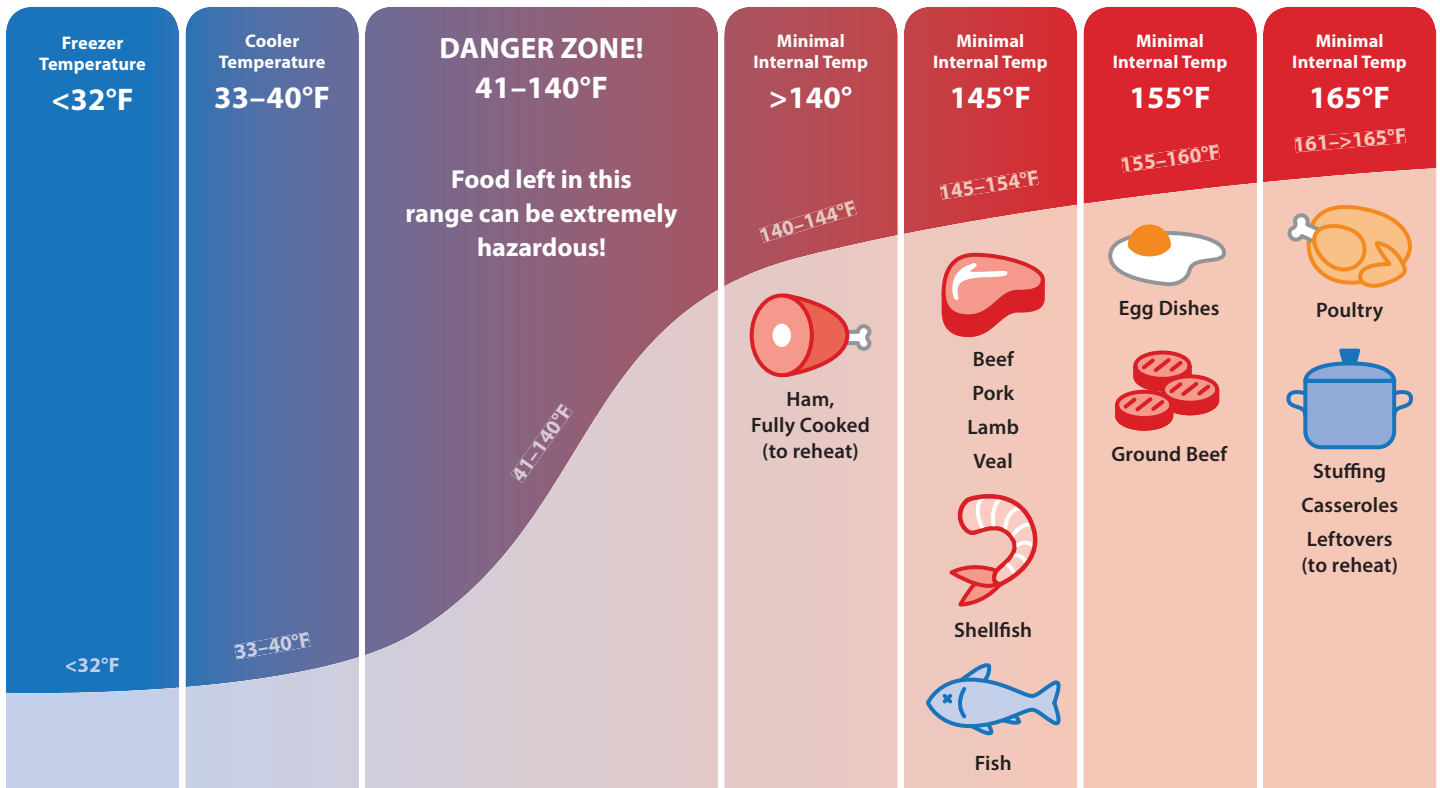 Freezer
Temperature
<32°F
<32°F
Cooler
Temperature
33–40°F
33–40°F
DANGER ZONE!
41–140°F
Food left in this
range can be extremely
hazardous!
41–140°F
Minimal
Internal Temp
>140°
140–144°F
Ham,
Fully Cooked
(to reheat)
Minimal
Internal Temp
145°F
145–154°F
Beef
Pork
Lamb
Veal
Shellfish
Fish
Minimal
Internal Temp
155°F
155–160°F
Egg Dishes
Ground Beef
Minimal
Internal Temp
165°F
161–>165°F
Poultry
Stuffing
Casseroles
Leftovers
(to reheat)